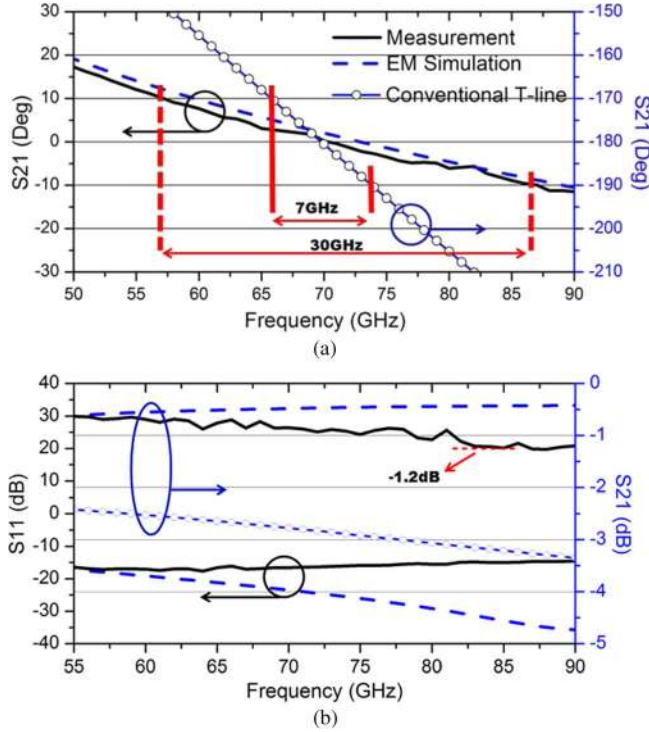 Measurement
EM Simulation
Conventional T-line
30
20
10
0
-10
-20
-30
S21 (Deg)
-150
-160
-170
-180
-190
-200
-210
S21 (Deg)
7GHz
30GHz
50 55 60 65 70 75 80 85 90
Frequency (GHz)
(a)
40
30
20
10
0
-10
-20
-30
-40
S11 (dB)
0
-1
-2
-3
-4
-5
S21 (dB)
-1.2dB
55 60 65 70 75 80 85 90
Frequency (GHz)
(b)